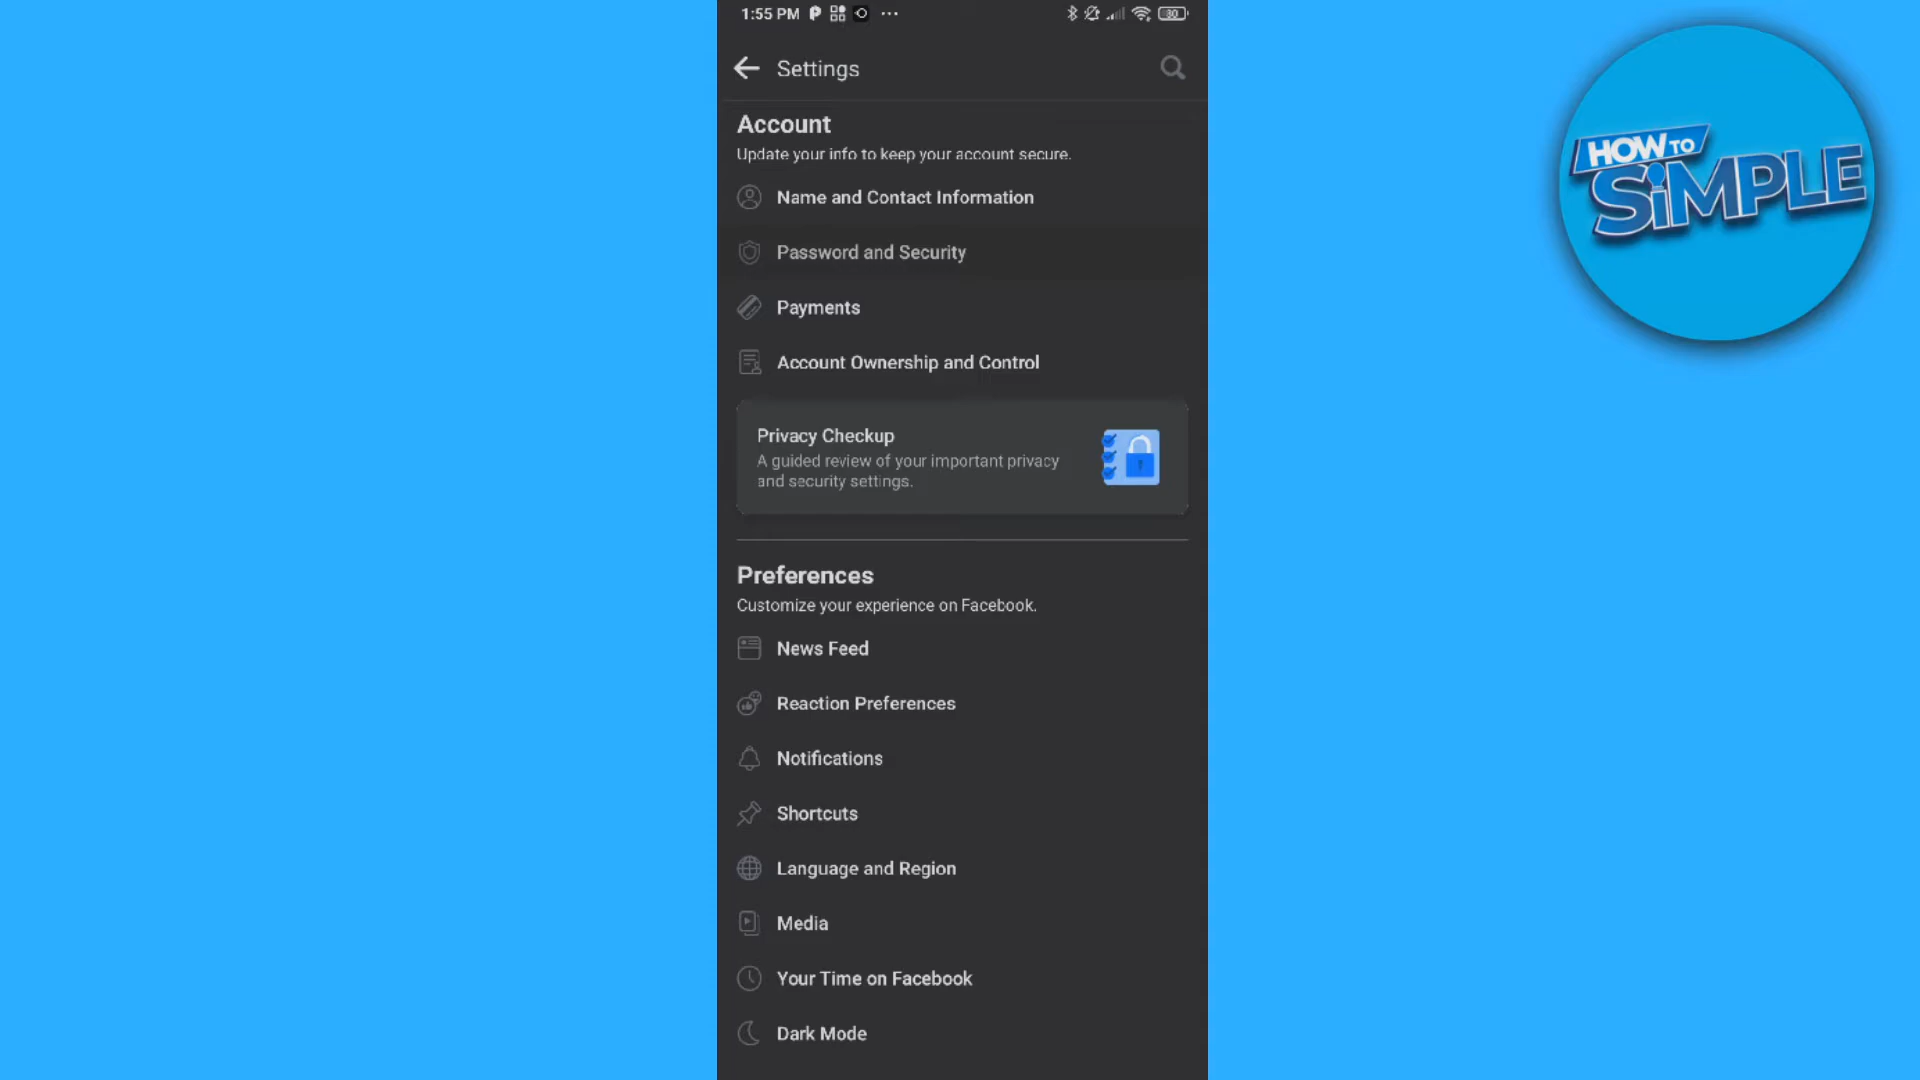 1:55 PM
30
Settings
HOW TO
SiMPLE
Account
Update your info to keep your account secure.
Name and Contact Information
Password and Security
Payments
Account Ownership and Control
Privacy Checkup
A guided review of your important privacy
and security settings.
Preferences
Customize your experience on Facebook.
News Feed
Reaction Preferences
Notifications
Shortcuts
Language and Region
Media
Your Time on Facebook
Dark Mode